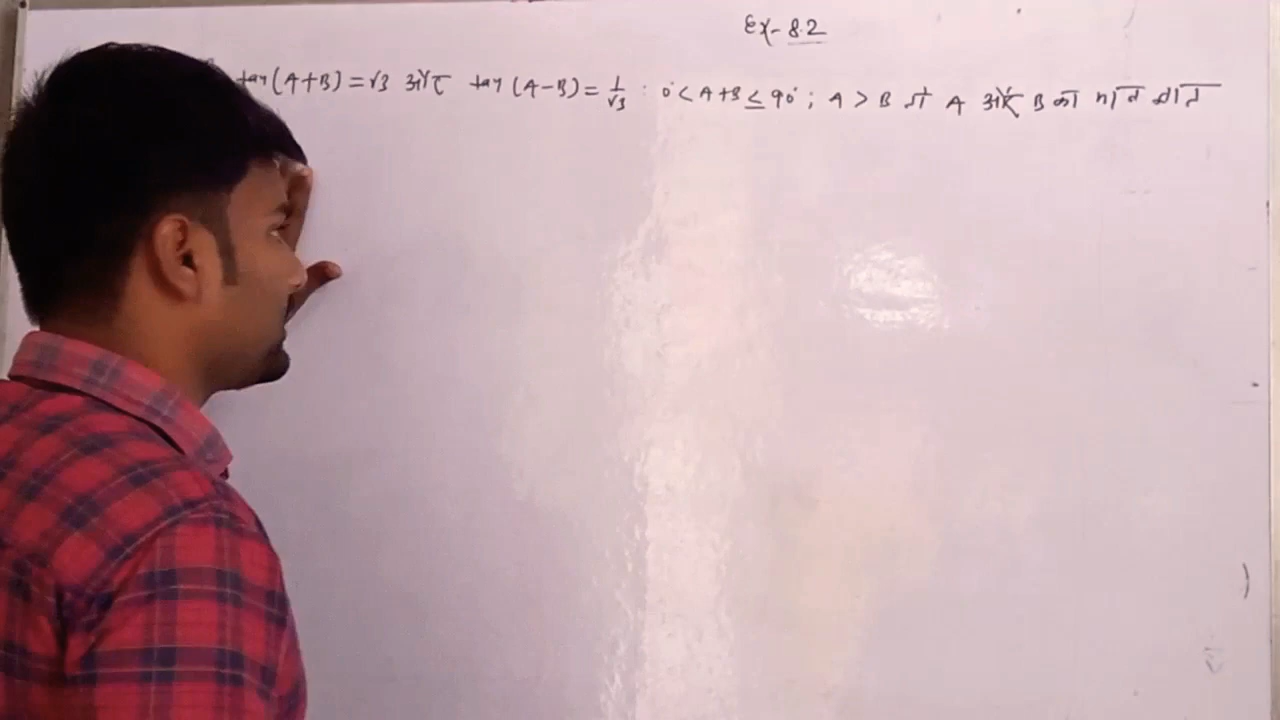 Ex- 8.2
tan (A+B) = √3 और tan (A-B) = 1/√3 : 0° < A+B ≤ 90° ; A > B तो A और B का मान